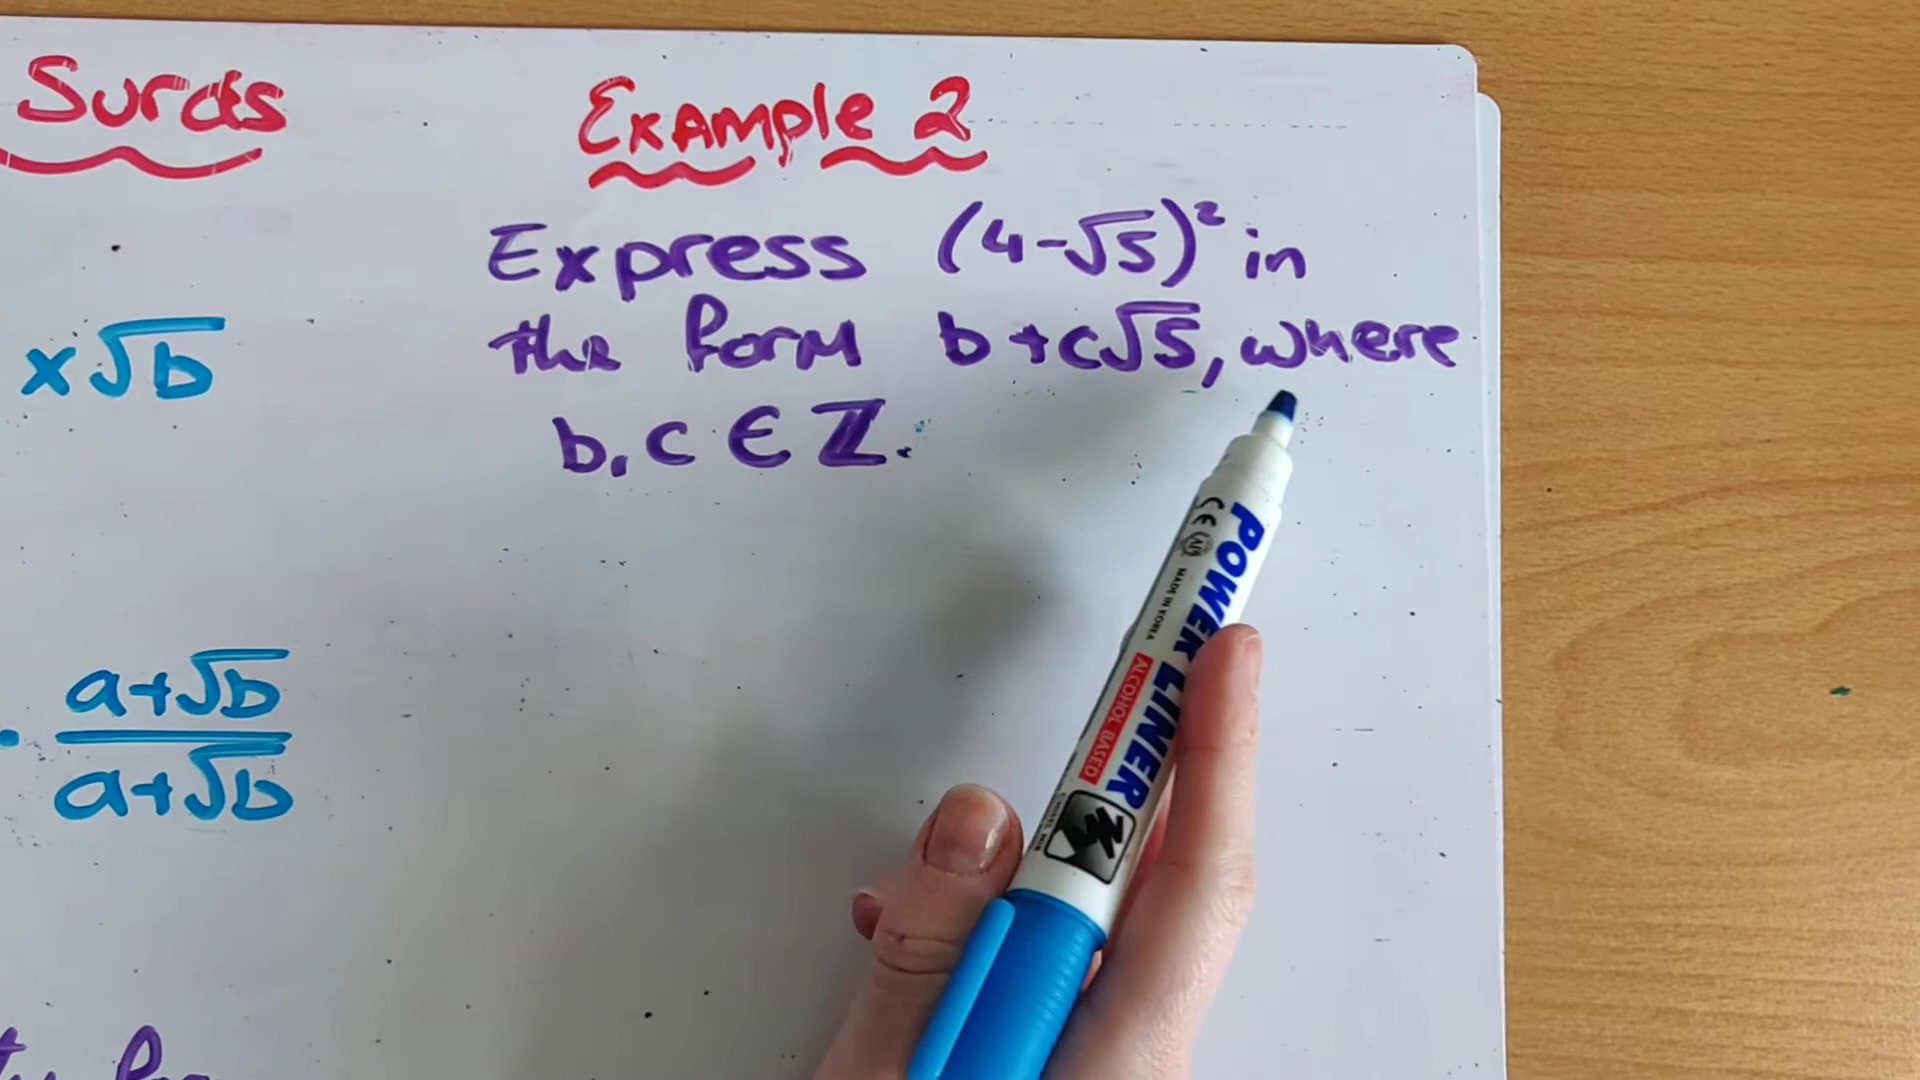 Surds
Example 2
Express (4-√5)² in
the form b+c√5, where
b, c ∈ ℤ.
x√b
a+√b
a+√b
CE
MADE IN KOREA
POWER LINER
ALCOHOL BASED